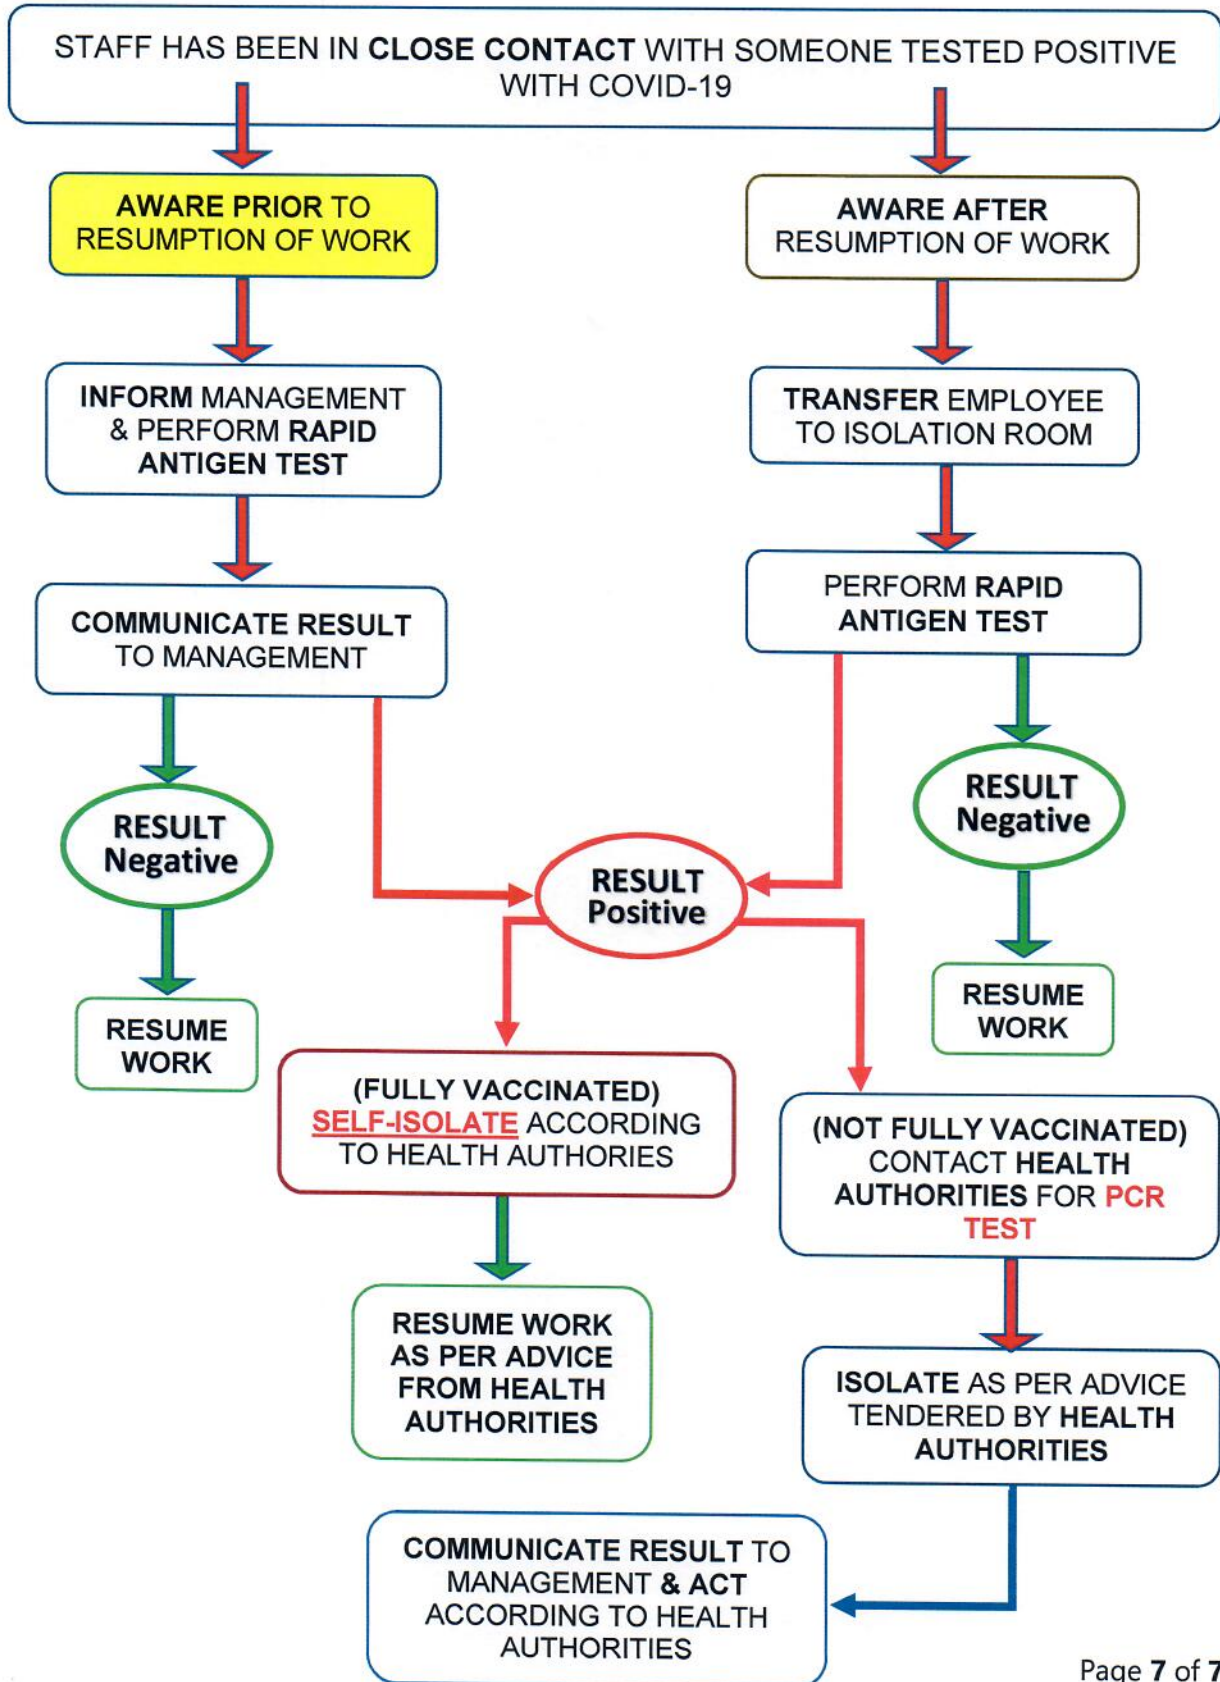 STAFF HAS BEEN IN CLOSE CONTACT WITH SOMEONE TESTED POSITIVE
WITH COVID-19
AWARE PRIOR TO
RESUMPTION OF WORK
AWARE AFTER
RESUMPTION OF WORK
INFORM MANAGEMENT
& PERFORM RAPID
ANTIGEN TEST
TRANSFER EMPLOYEE
TO ISOLATION ROOM
COMMUNICATE RESULT
TO MANAGEMENT
PERFORM RAPID
ANTIGEN TEST
RESULT
Negative
RESULT
Negative
RESULT
Positive
RESUME
WORK
RESUME
WORK
(FULLY VACCINATED)
SELF-ISOLATE ACCORDING
TO HEALTH AUTHORIES
(NOT FULLY VACCINATED)
CONTACT HEALTH
AUTHORITIES FOR PCR
TEST
RESUME WORK
AS PER ADVICE
FROM HEALTH
AUTHORITIES
ISOLATE AS PER ADVICE
TENDERED BY HEALTH
AUTHORITIES
COMMUNICATE RESULT TO
MANAGEMENT & ACT
ACCORDING TO HEALTH
AUTHORITIES
Page 7 of 7